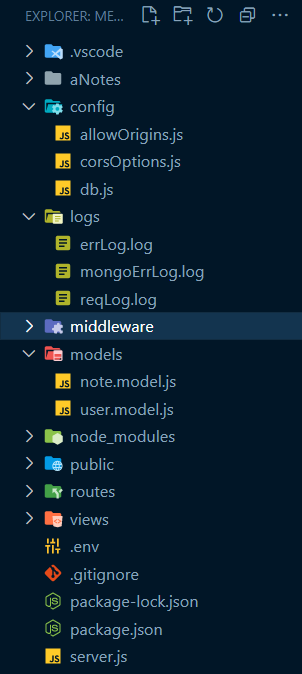 EXPLORER: ME...
.vscode
aNotes
config
JS allowOrigins.js
JS corsOptions.js
JS db.js
logs
errLog.log
mongoErrLog.log
reqLog.log
middleware
models
JS note.model.js
JS user.model.js
node_modules
public
routes
views
.env
.gitignore
package-lock.json
package.json
JS server.js